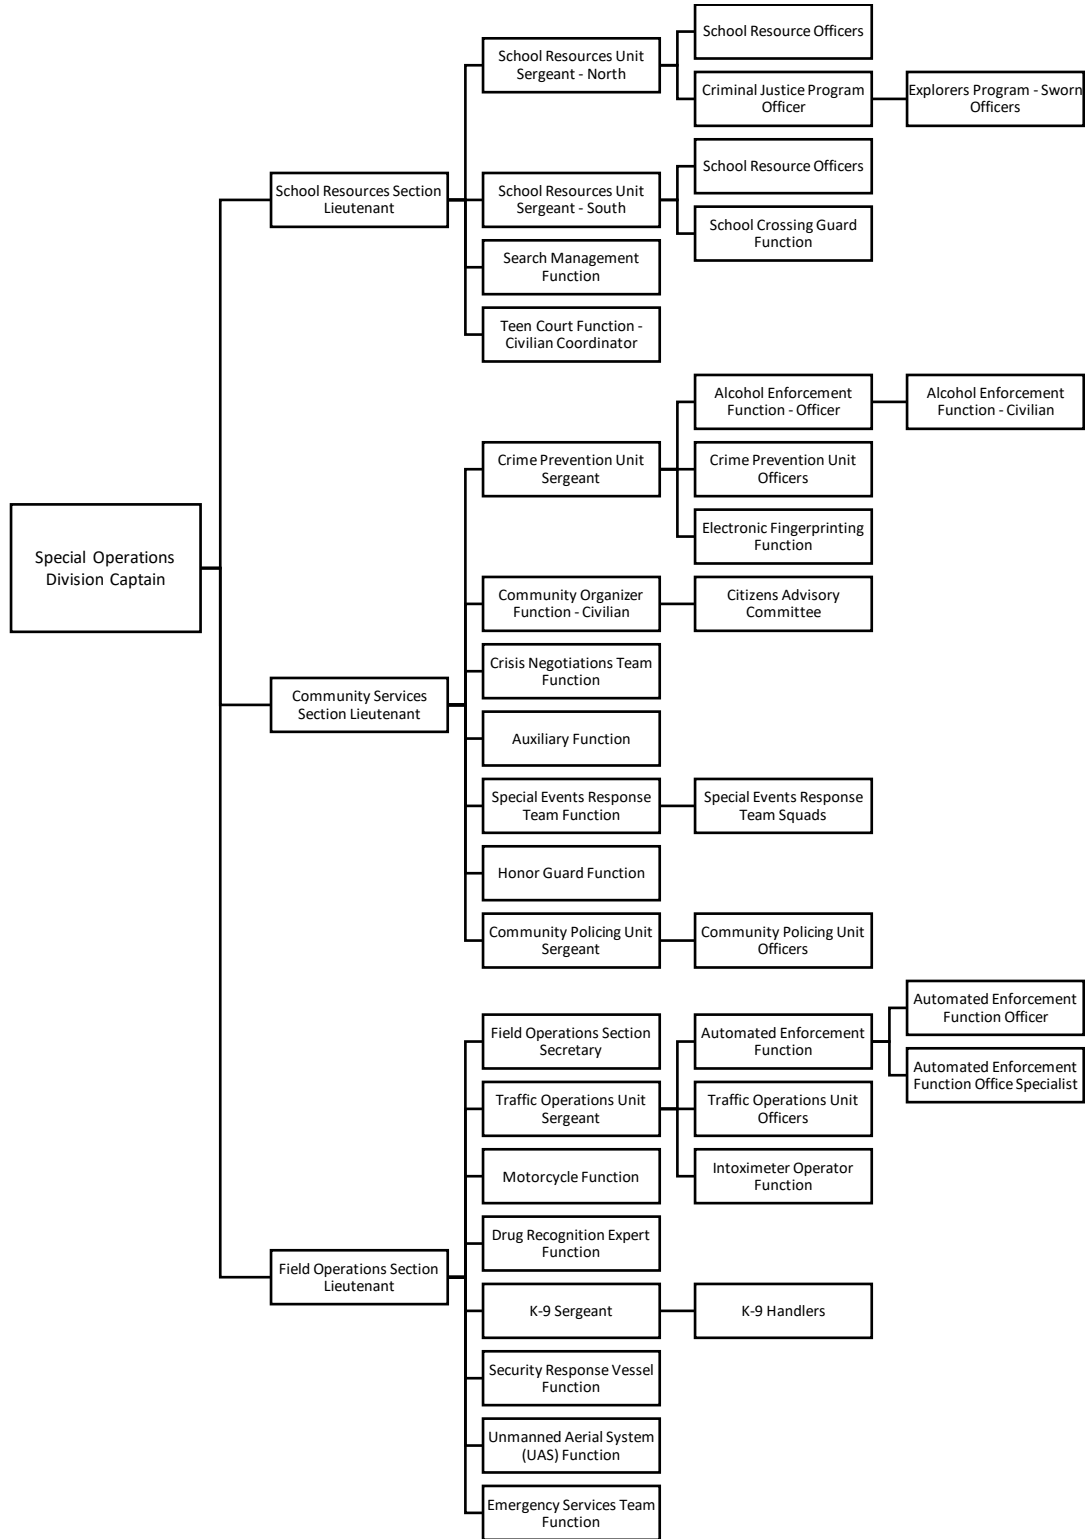 School Resource Officers
School Resources Unit
Sergeant - North
Criminal Justice Program
Officer
Explorers Program - Sworn
Officers
School Resource Officers
School Resources Section
Lieutenant
School Resources Unit
Sergeant - South
School Crossing Guard
Function
Search Management
Function
Teen Court Function -
Civilian Coordinator
Alcohol Enforcement
Function - Officer
Alcohol Enforcement
Function - Civilian
Crime Prevention Unit
Sergeant
Crime Prevention Unit
Officers
Electronic Fingerprinting
Function
Special Operations
Division Captain
Community Organizer
Function - Civilian
Citizens Advisory
Committee
Crisis Negotiations Team
Function
Community Services
Section Lieutenant
Auxiliary Function
Special Events Response
Team Function
Special Events Response
Team Squads
Honor Guard Function
Community Policing Unit
Sergeant
Community Policing Unit
Officers
Automated Enforcement
Function Officer
Field Operations Section
Secretary
Automated Enforcement
Function
Automated Enforcement
Function Office Specialist
Traffic Operations Unit
Sergeant
Traffic Operations Unit
Officers
Motorcycle Function
Intoximeter Operator
Function
Drug Recognition Expert
Function
Field Operations Section
Lieutenant
K-9 Sergeant
K-9 Handlers
Security Response Vessel
Function
Unmanned Aerial System
(UAS) Function
Emergency Services Team
Function